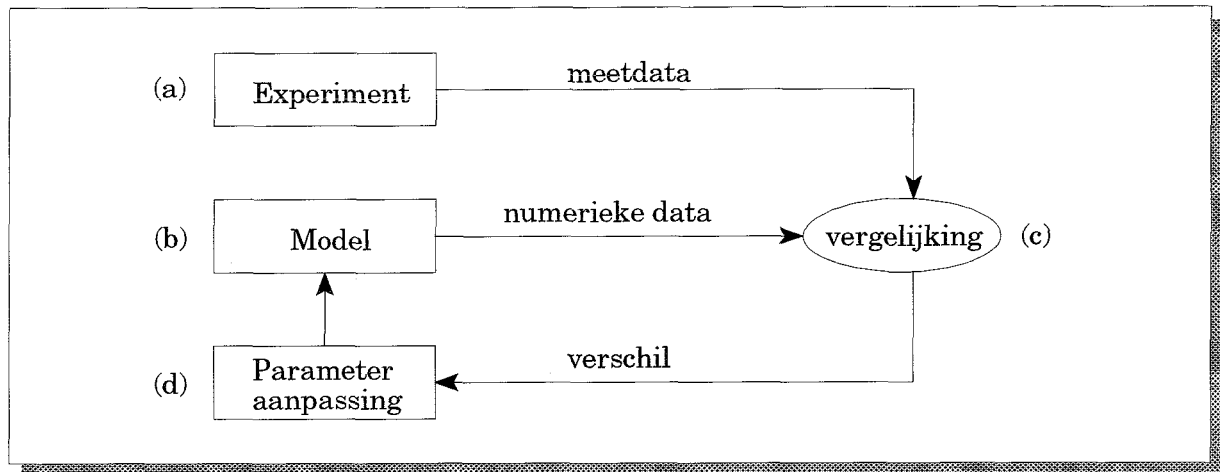 meetdata
(a) Experiment
numerieke data
(b) Model vergelijking (c)
verschil
(d) Parameter
aanpassing